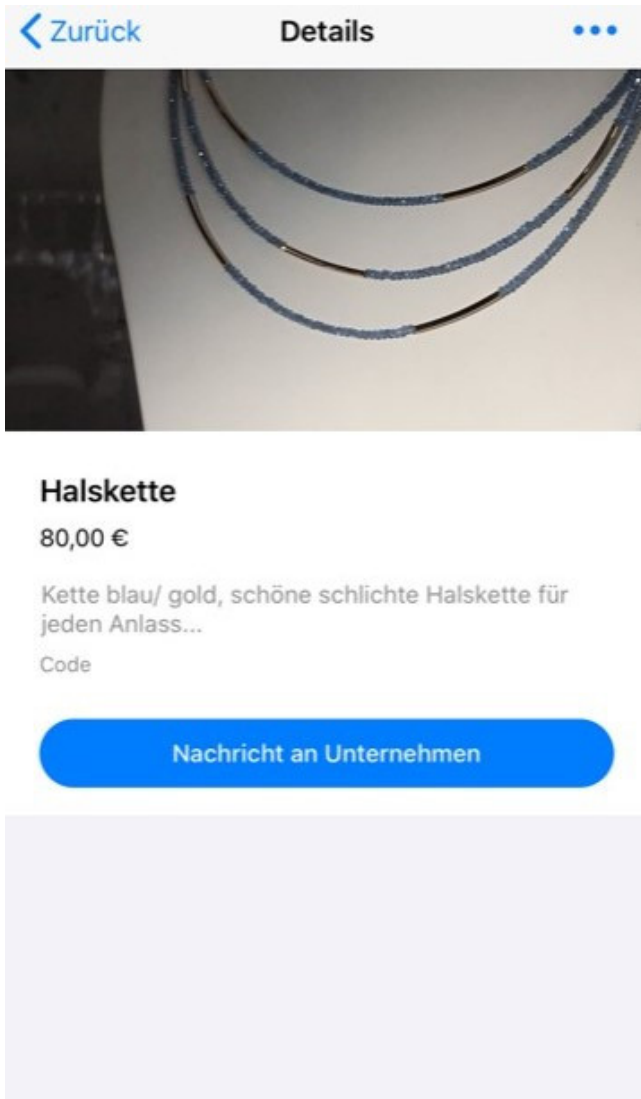 Zurück Details
Halskette
80,00 €
Kette blau/ gold, schöne schlichte Halskette für
jeden Anlass...
Code
Nachricht an Unternehmen